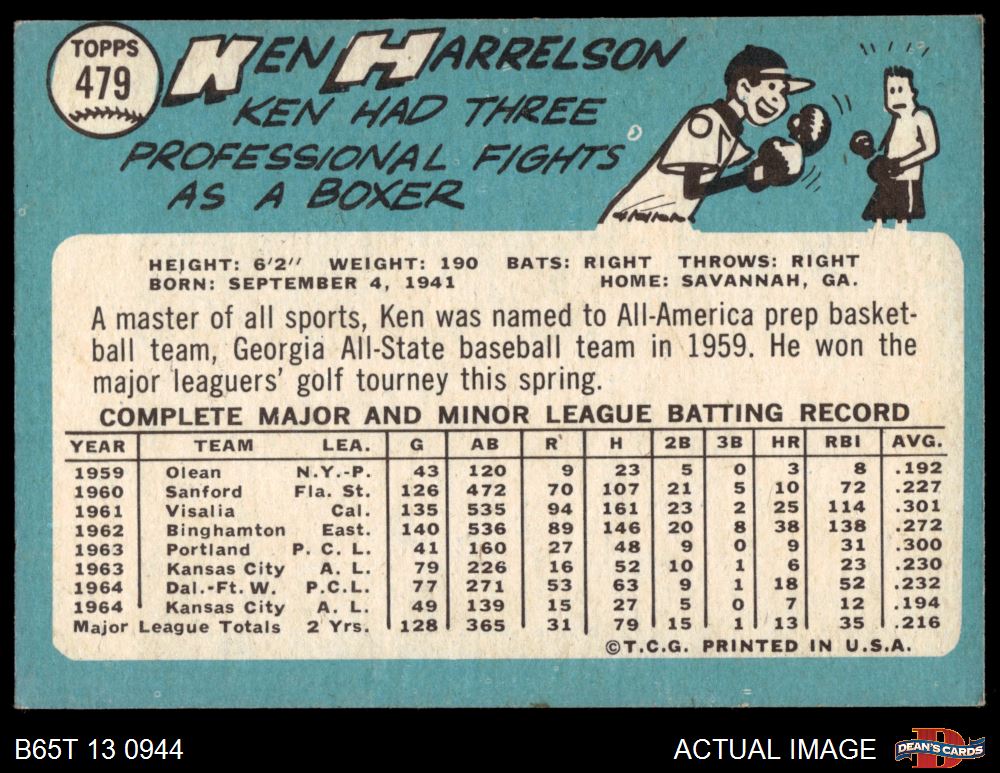 TOPPS
479
KEN HARRELSON
KEN HAD THREE
PROFESSIONAL FIGHTS
AS A BOXER
HEIGHT: 6'2" WEIGHT: 190 BATS: RIGHT THROWS: RIGHT
BORN: SEPTEMBER 4, 1941 HOME: SAVANNAH, GA.
A master of all sports, Ken was named to All-America prep basket-
ball team, Georgia All-State baseball team in 1959. He won the
major leaguers' golf tourney this spring.
COMPLETE MAJOR AND MINOR LEAGUE BATTING RECORD
YEAR TEAM LEA. G AB R H 2B 3B HR RBI AVG.
1959 Olean N.Y.-P. 43 120 9 23 5 0 3 8 .192
1960 Sanford Fla. St. 126 472 70 107 21 5 10 72 .227
1961 Visalia Cal. 135 535 94 161 23 2 25 114 .301
1962 Binghamton East. 140 536 89 146 20 8 38 138 .272
1963 Portland P. C. L. 41 160 27 48 9 0 9 31 .300
1963 Kansas City A. L. 79 226 16 52 10 1 6 23 .230
1964 Dal.-Ft. W. P.C.L. 77 271 53 63 9 1 18 52 .232
1964 Kansas City A. L. 49 139 15 27 5 0 7 12 .194
Major League Totals 2 Yrs. 128 365 31 79 15 1 13 35 .216
©T.C.G. PRINTED IN U.S.A.
B65T 13 0944 ACTUAL IMAGE
D
DEAN'S CARDS